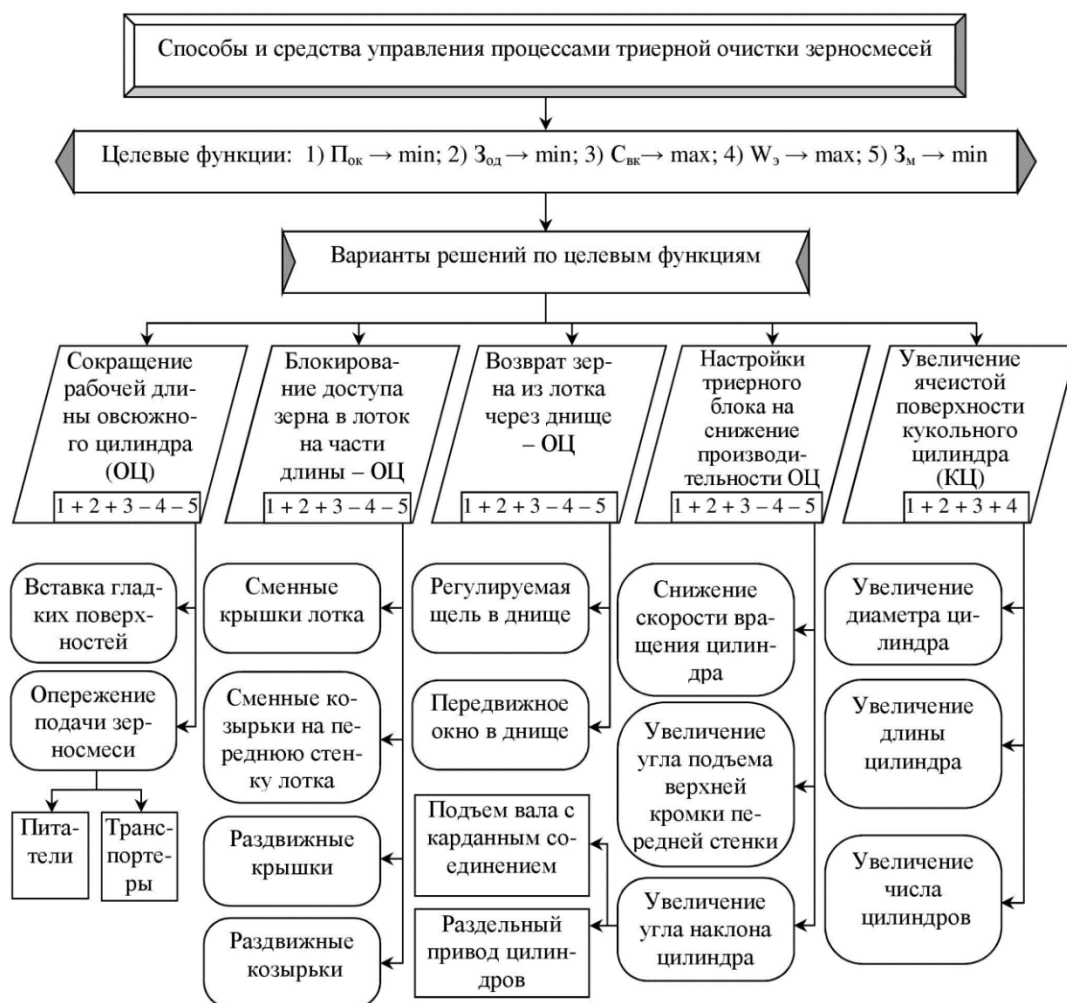 Способы и средства управления процессами триерной очистки зерносмесей
Целевые функции: 1) Пок → min; 2) Зод → min; 3) Свк → max; 4) Wэ → max; 5) Зм → min
Варианты решений по целевым функциям
Сокращение
рабочей дли-
ны овсюжно-
го цилиндра
(ОЦ)
1 + 2 + 3 – 4 – 5
Блокирова-
ние доступа
зерна в лоток
на части
длины – ОЦ
1 + 2 + 3 – 4 – 5
Возврат зер-
на из лотка
через днище
– ОЦ
1 + 2 + 3 – 4 – 5
Настройки
триерного
блока на
снижение
производи-
тельности ОЦ
1 + 2 + 3 – 4 – 5
Увеличение
ячеистой
поверхности
кукольного
цилиндра
(КЦ)
1 + 2 + 3 + 4
Вставка глад-
ких поверх-
ностей
Опережение
подачи зер-
носмеси
Пита-
тели
Транс-
порте-
ры
Сменные
крышки лотка
Сменные ко-
зырьки на пе-
реднюю стен-
ку лотка
Раздвижные
крышки
Раздвижные
козырьки
Регулируемая
щель в днище
Передвижное
окно в днище
Подъем вала с
карданным со-
единением
Раздельный
привод цилин-
дров
Снижение
скорости вра-
щения цилин-
дра
Увеличение
угла подъема
верхней
кромки пе-
редней стенки
Увеличение
угла наклона
цилиндра
Увеличение
диаметра ци-
линдра
Увеличение
длины
цилиндра
Увеличение
числа
цилиндров